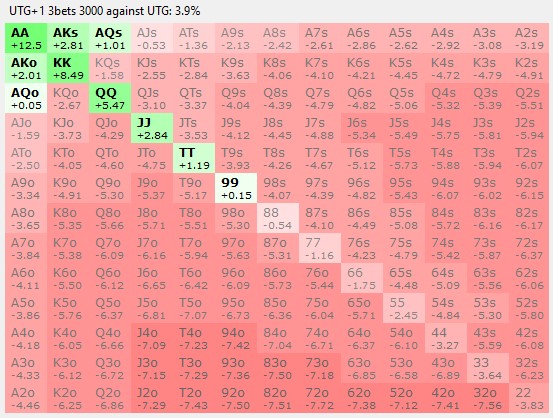 UTG+1 3bets 3000 against UTG: 3.9%
AA AKs AQs AJs ATs A9s A8s A7s A6s A5s A4s A3s A2s
+12.5 +2.81 +1.01 -0.53 -1.36 -2.13 -2.42 -2.61 -2.86 -2.62 -2.92 -3.08 -3.19
AKo KK KQs KJs KTs K9s K8s K7s K6s K5s K4s K3s K2s
+2.01 +8.49 -1.58 -2.55 -2.84 -3.63 -4.06 -4.10 -4.21 -4.45 -4.72 -4.79 -4.91
AQo KQo QQ QJs QTs Q9s Q8s Q7s Q6s Q5s Q4s Q3s Q2s
+0.05 -2.67 +5.47 -3.10 -3.37 -4.04 -4.39 -4.79 -4.82 -5.06 -5.32 -5.39 -5.51
AJo KJo QJo JJ JTs J9s J8s J7s J6s J5s J4s J3s J2s
-1.59 -3.73 -4.29 +2.84 -3.53 -4.12 -4.45 -4.88 -5.34 -5.49 -5.75 -5.81 -5.94
ATo KTo QTo JTo TT T9s T8s T7s T6s T5s T4s T3s T2s
-2.50 -4.05 -4.60 -4.75 +1.19 -3.93 -4.26 -4.67 -5.12 -5.73 -5.88 -5.94 -6.07
A9o K9o Q9o J9o T9o 99 98s 97s 96s 95s 94s 93s 92s
-3.34 -4.91 -5.30 -5.37 -5.17 +0.15 -4.07 -4.39 -4.82 -5.43 -6.07 -6.02 -6.15
A8o K8o Q8o J8o T8o 98o 88 87s 86s 85s 84s 83s 82s
-3.65 -5.35 -5.66 -5.71 -5.51 -5.30 -0.54 -4.10 -4.49 -5.08 -5.72 -6.16 -6.17
A7o K7o Q7o J7o T7o 97o 87o 77 76s 75s 74s 73s 72s
-3.84 -5.38 -6.09 -6.16 -5.94 -5.63 -5.31 -1.16 -4.23 -4.79 -5.42 -5.87 -6.37
A6o K6o Q6o J6o T6o 96o 86o 76o 66 65s 64s 63s 62s
-4.11 -5.50 -6.12 -6.65 -6.42 -6.09 -5.73 -5.44 -1.75 -4.48 -5.09 -5.56 -6.06
A5o K5o Q5o J5o T5o 95o 85o 75o 65o 55 54s 53s 52s
-3.86 -5.76 -6.37 -6.81 -7.07 -6.73 -6.36 -6.04 -5.71 -2.45 -4.84 -5.30 -5.80
A4o K4o Q4o J4o T4o 94o 84o 74o 64o 54o 44 43s 42s
-4.18 -6.05 -6.66 -7.09 -7.23 -7.42 -7.04 -6.71 -6.37 -6.10 -3.27 -5.59 -6.08
A3o K3o Q3o J3o T3o 93o 83o 73o 63o 53o 43o 33 32s
-4.33 -6.12 -6.72 -7.15 -7.29 -7.36 -7.50 -7.18 -6.85 -6.58 -6.89 -3.64 -6.23
A2o K2o Q2o J2o T2o 92o 82o 72o 62o 52o 42o 32o 22
-4.46 -6.25 -6.86 -7.29 -7.43 -7.50 -7.51 -7.72 -7.38 -7.12 -7.41 -7.56 -3.83